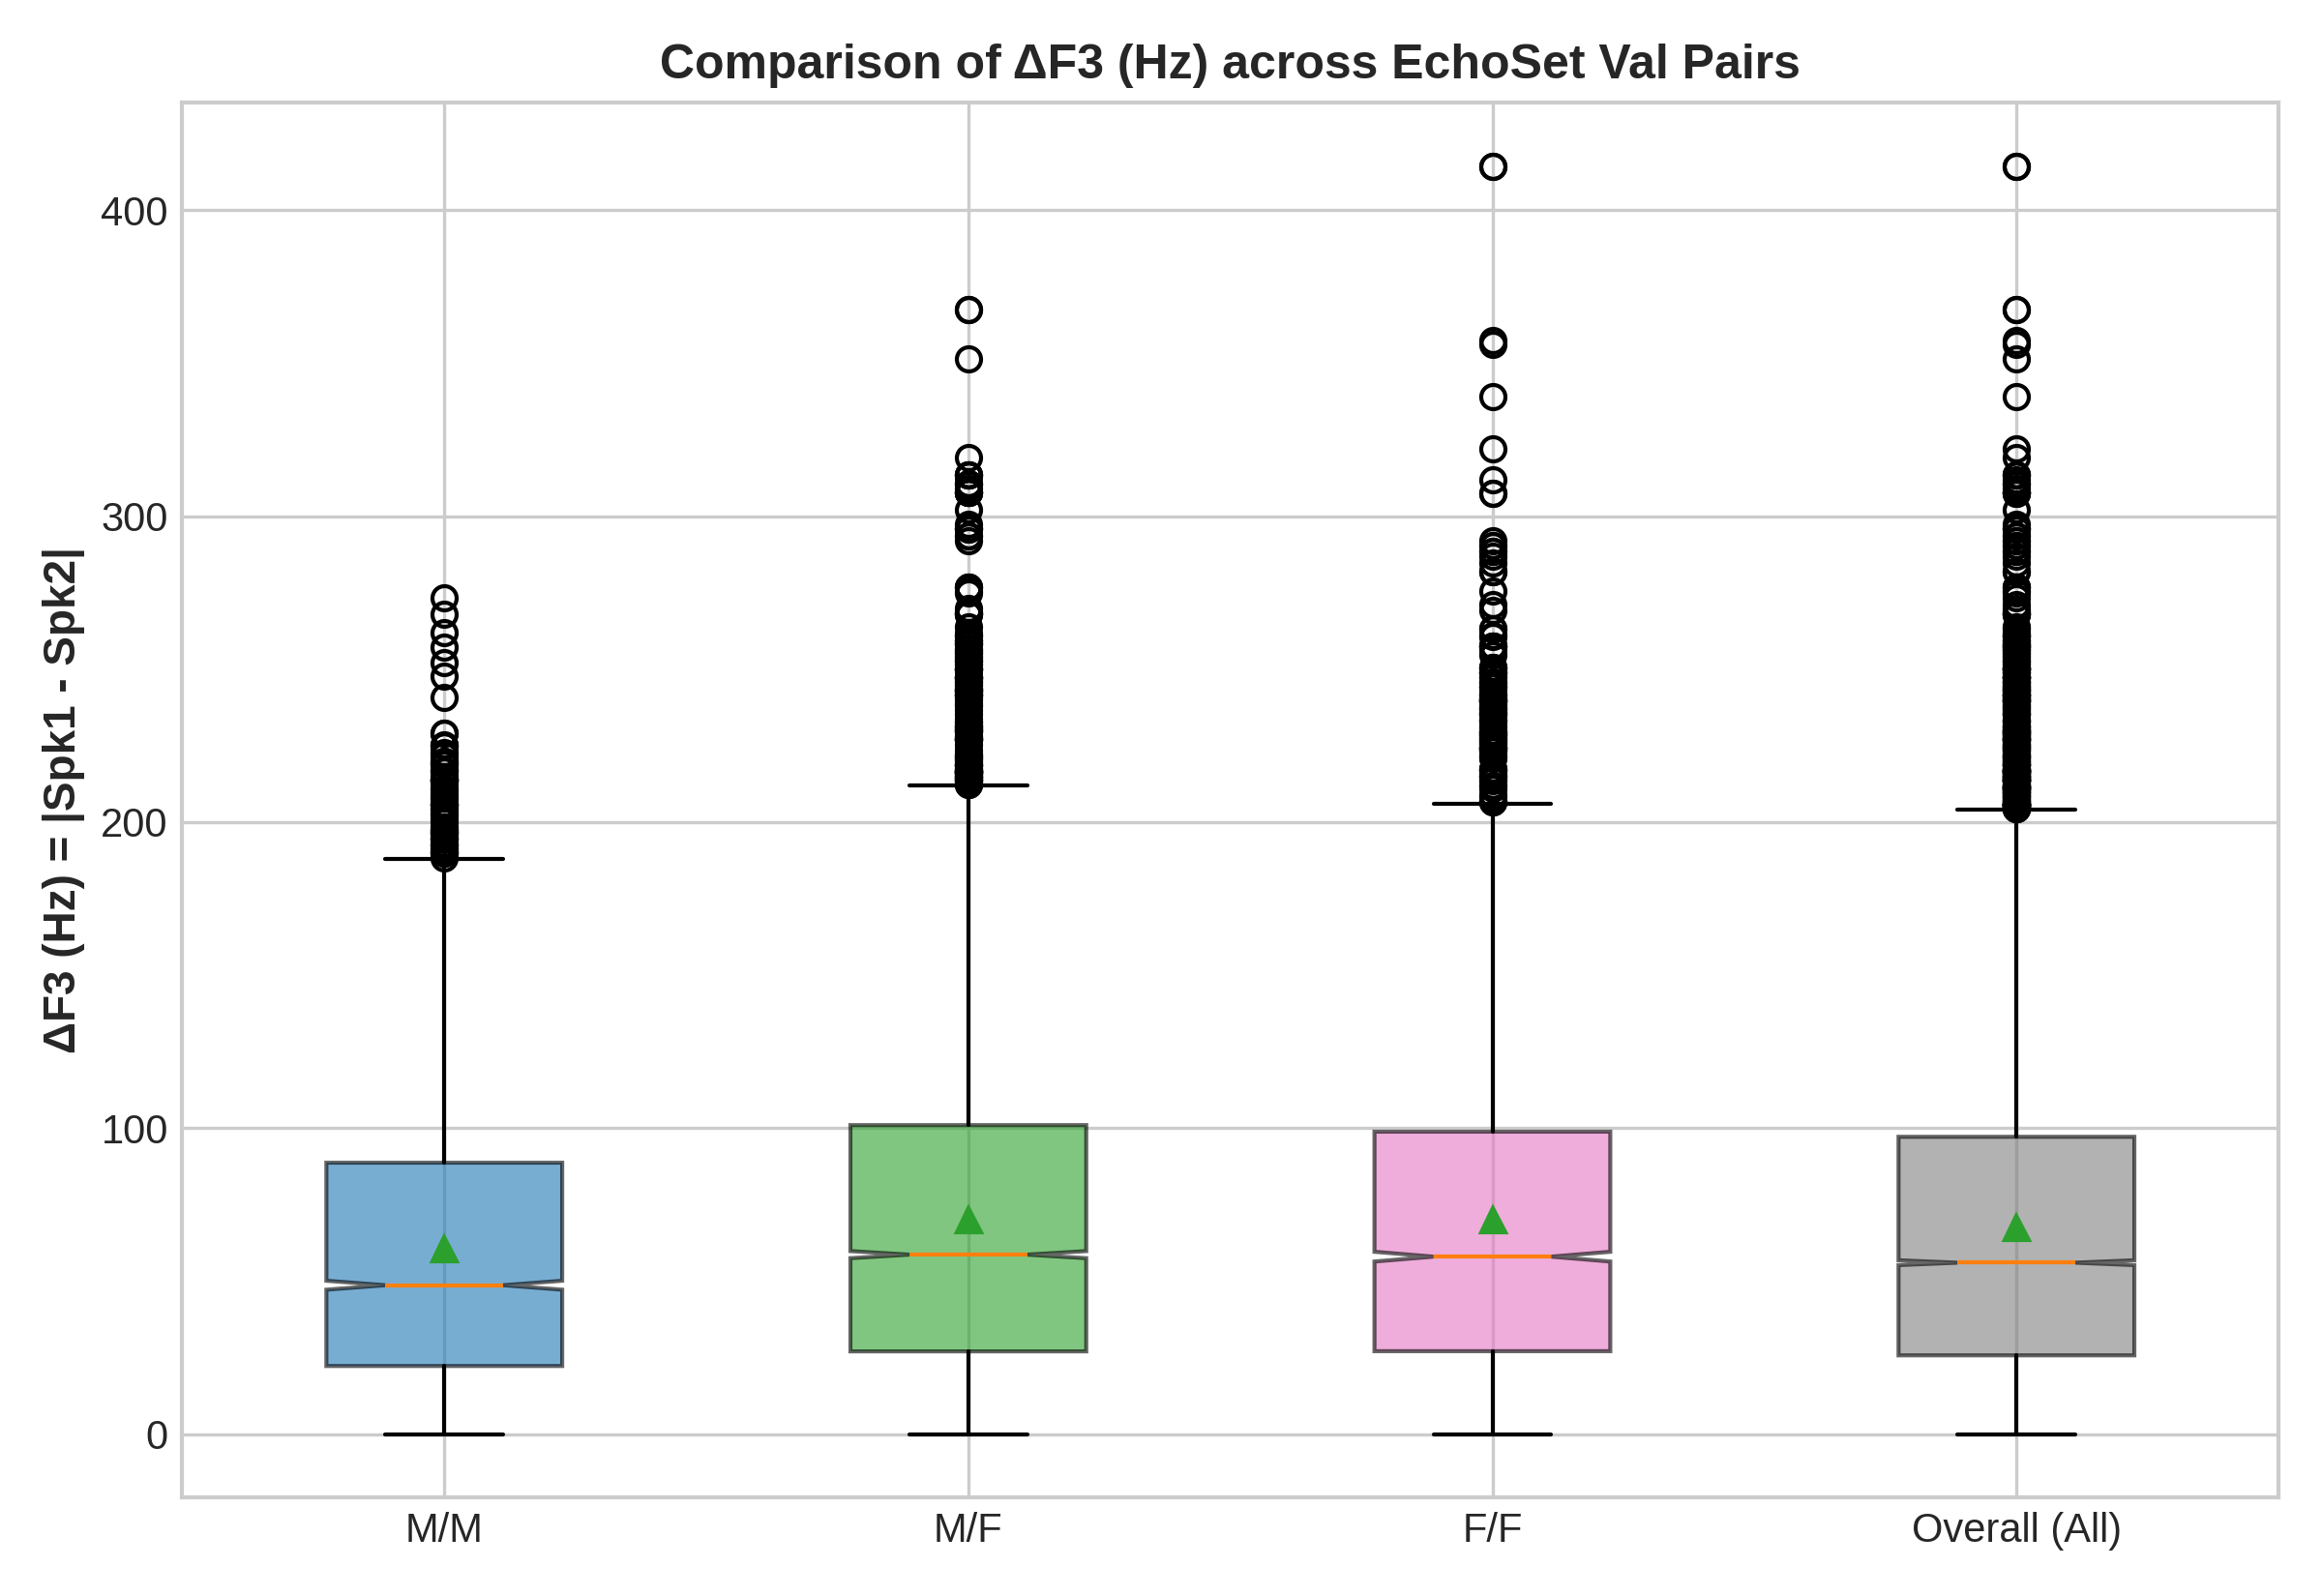 Comparison of ΔF3 (Hz) across EchoSet Val Pairs
ΔF3 (Hz) = |Spk1 - Spk2|
400
300
200
100
0
M/M
M/F
F/F
Overall (All)